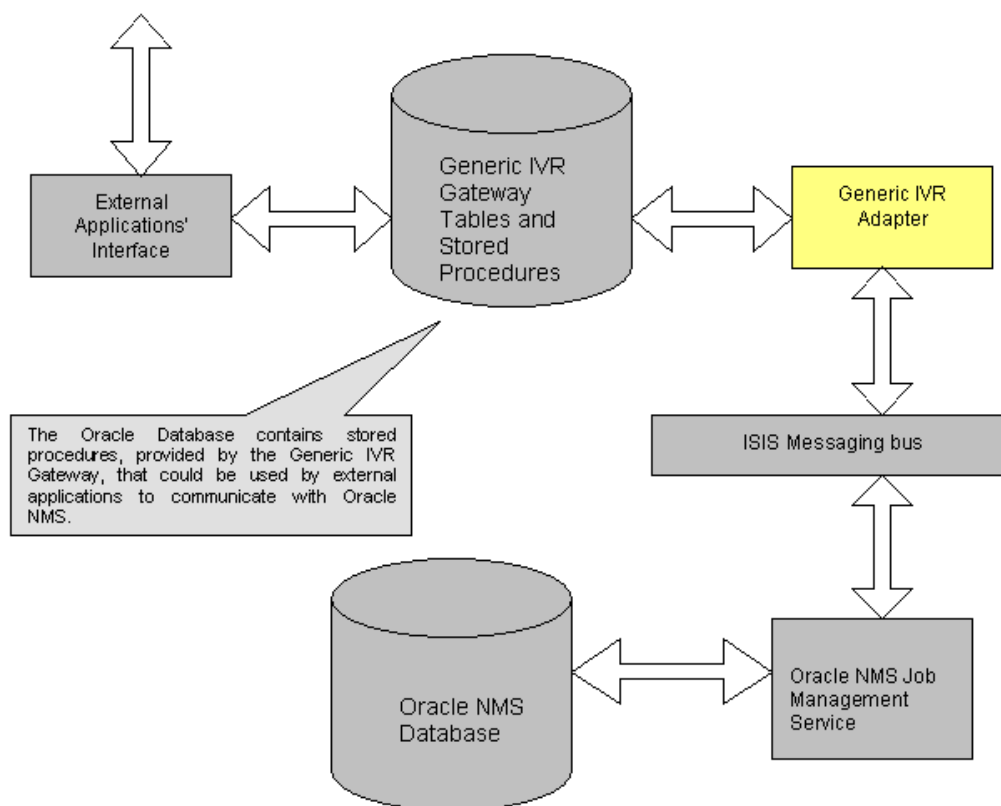 External
Applications'
Interface
Generic IVR
Gateway
Tables and
Stored
Procedures
Generic IVR
Adapter
The Oracle Database contains stored
procedures, provided by the Generic IVR
Gateway, that could be used by external
applications to communicate with Oracle
NMS.
ISIS Messaging bus
Oracle NMS
Database
Oracle NMS Job
Management
Service